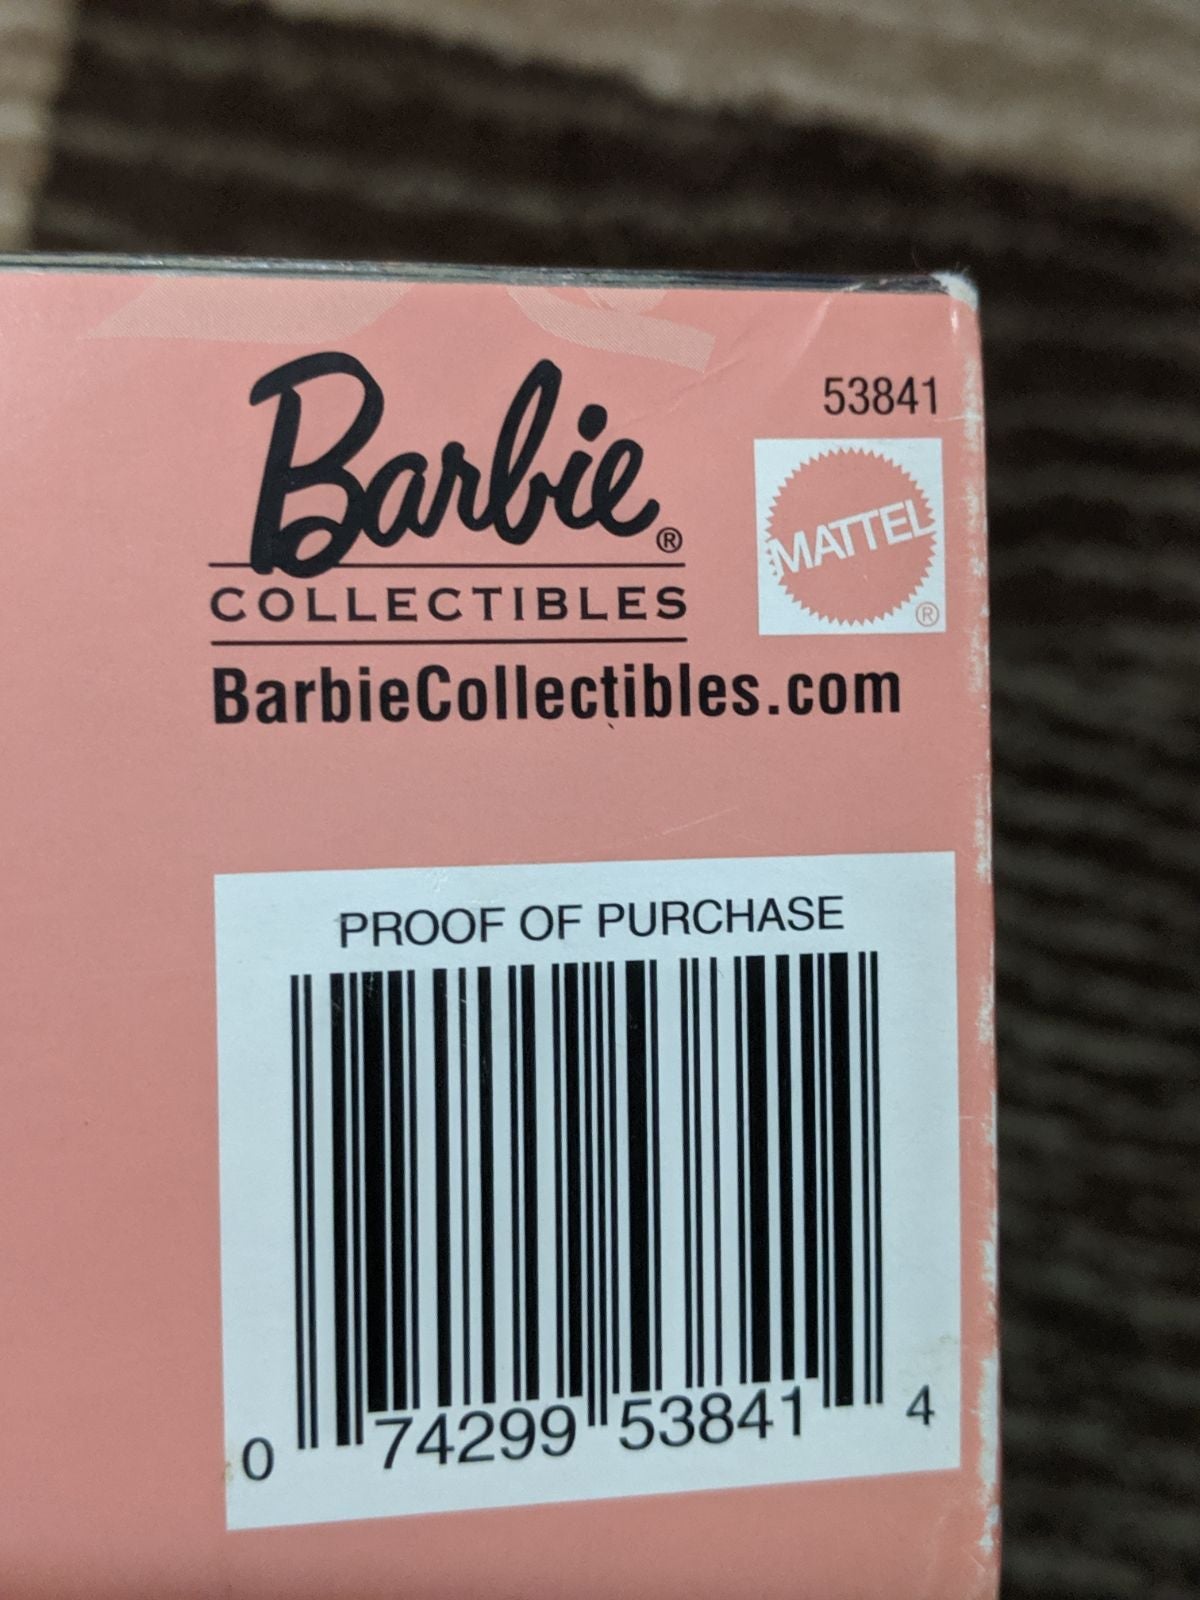 Barbie®
COLLECTIBLES
BarbieCollectibles.com
53841
MATTEL®
PROOF OF PURCHASE
0 74299 53841 4